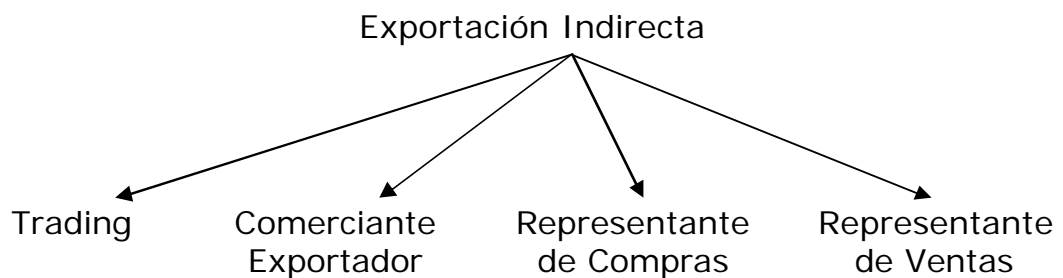 Exportación Indirecta
Trading
Comerciante
Exportador
Representante
de Compras
Representante
de Ventas